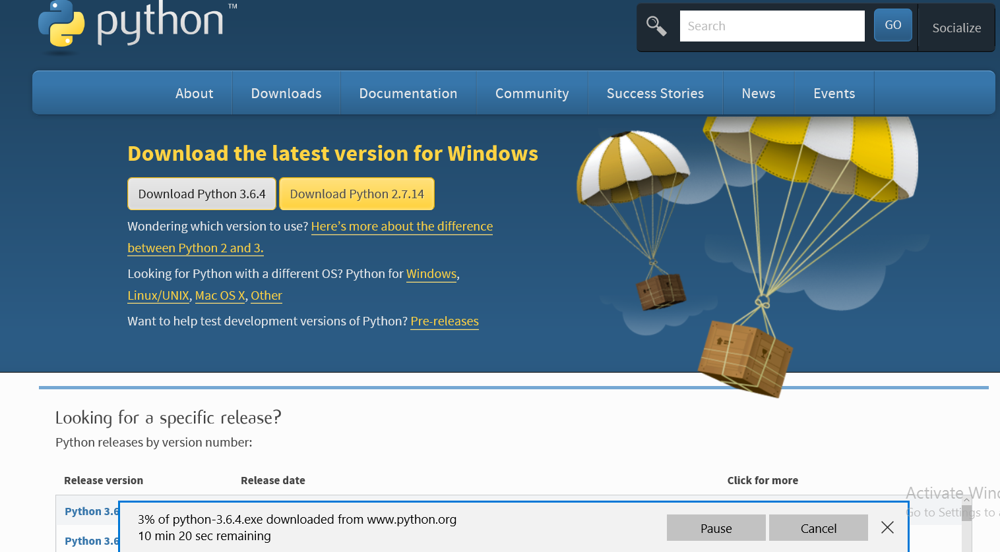 python™
Search
GO
Socialize
About
Downloads
Documentation
Community
Success Stories
News
Events
Download the latest version for Windows
Download Python 3.6.4
Download Python 2.7.14
Wondering which version to use? Here's more about the difference
between Python 2 and 3.
Looking for Python with a different OS? Python for Windows,
Linux/UNIX, Mac OS X, Other
Want to help test development versions of Python? Pre-releases
Looking for a specific release?
Python releases by version number:
Release version
Release date
Click for more
Activate Wind
Go to Settings to a
Python 3.6
3% of python-3.6.4.exe downloaded from www.python.org
10 min 20 sec remaining
Pause
Cancel
Python 3.6